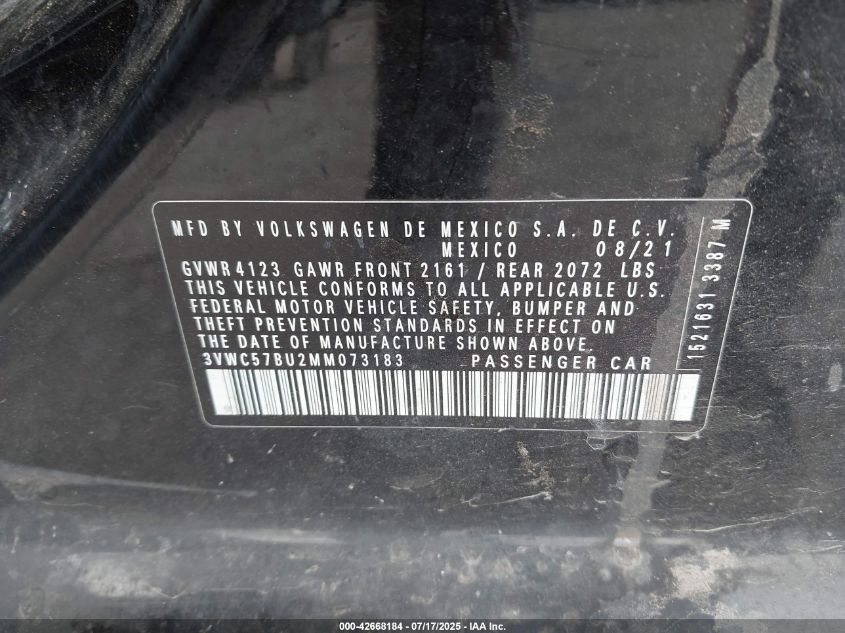 MFD BY VOLKSWAGEN DE MEXICO S.A. DE C.V.
MEXICO 08/21
GVWR 4123 GAWR FRONT 2161 / REAR 2072 LBS
THIS VEHICLE CONFORMS TO ALL APPLICABLE U.S.
FEDERAL MOTOR VEHICLE SAFETY, BUMPER AND
THEFT PREVENTION STANDARDS IN EFFECT ON
THE DATE OF MANUFACTURE SHOWN ABOVE.
3VWC57BU2MM073183 PASSENGER CAR
1521631 3387 M
000-42668184 - 07/17/2025 - IAA Inc.